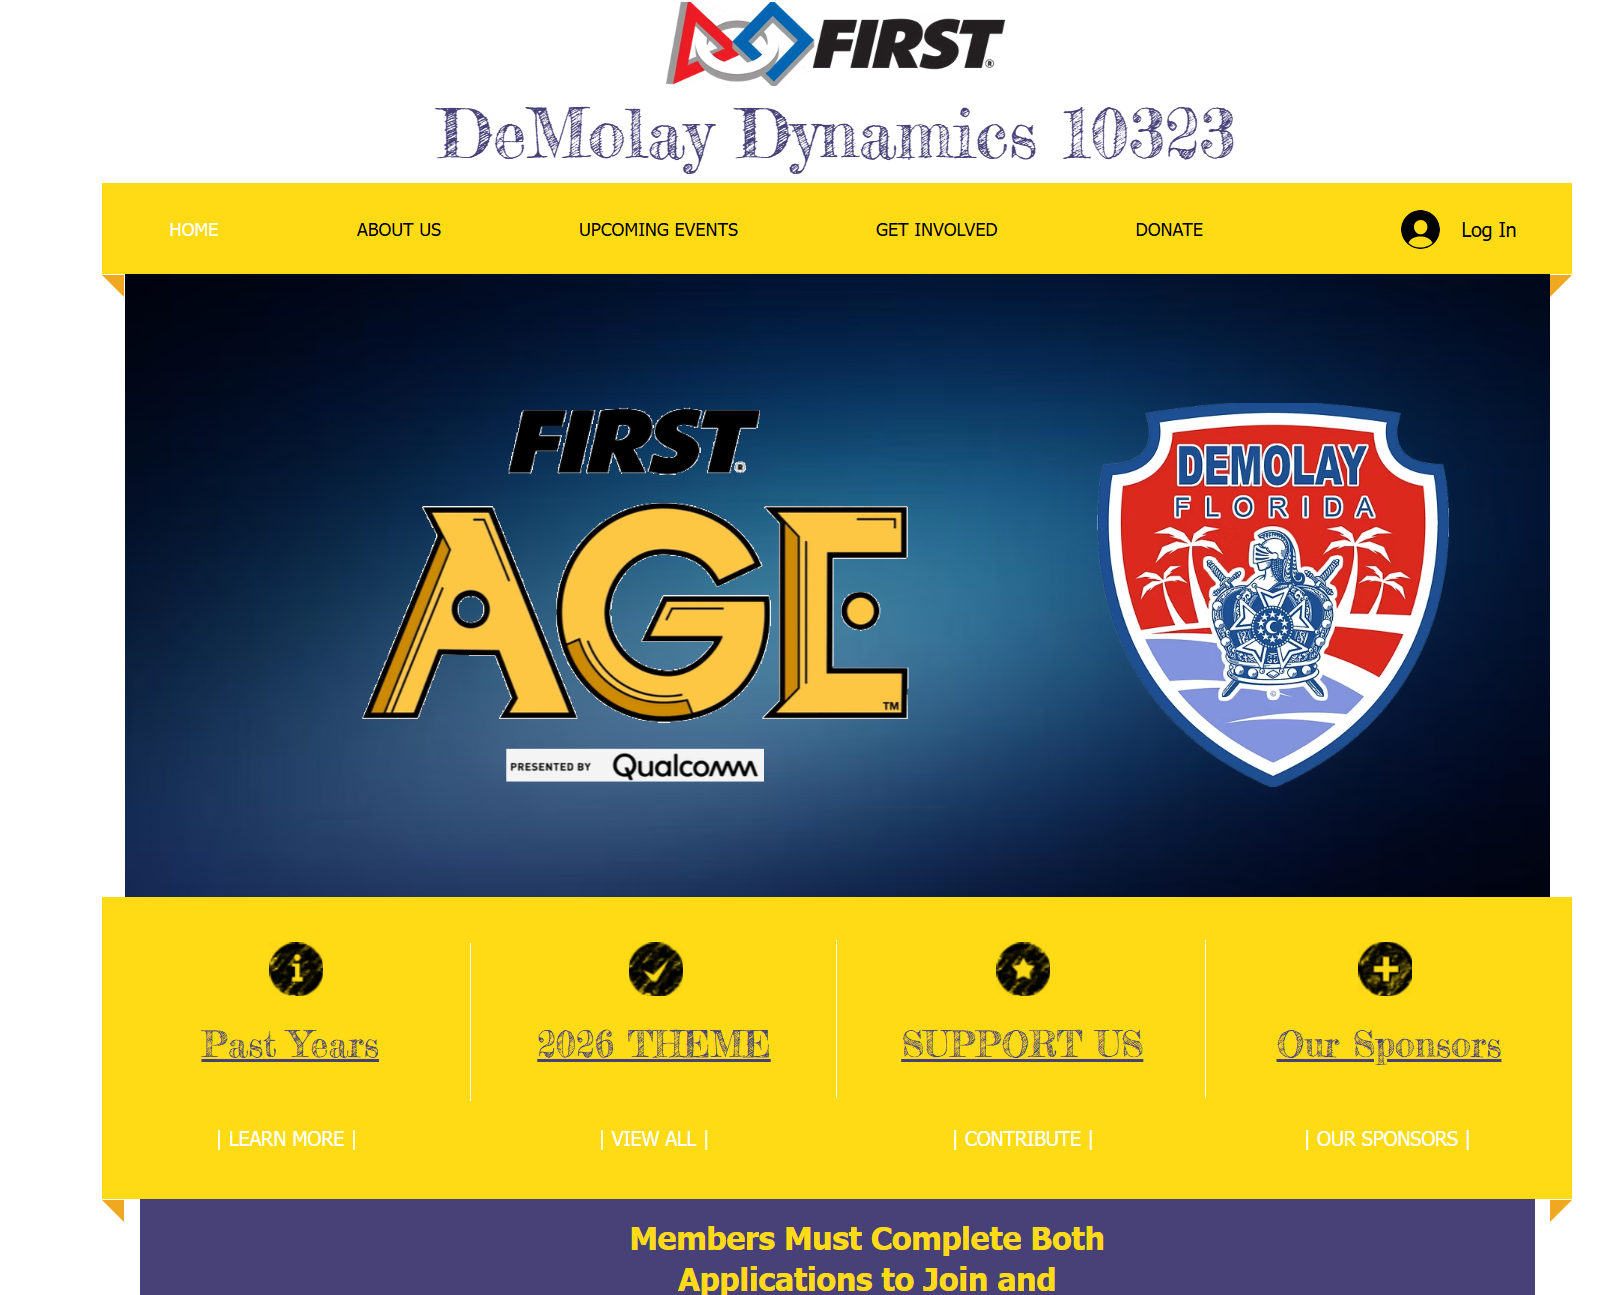 FIRST®
DeMolay Dynamics 10323
HOME
ABOUT US
UPCOMING EVENTS
GET INVOLVED
DONATE
Log In
FIRST®
AGE™
PRESENTED BY Qualcomm
DEMOLAY
FLORIDA
©
Past Years
2026 THEME
SUPPORT US
Our Sponsors
| LEARN MORE |
| VIEW ALL |
| CONTRIBUTE |
| OUR SPONSORS |
Members Must Complete Both
Applications to Join and